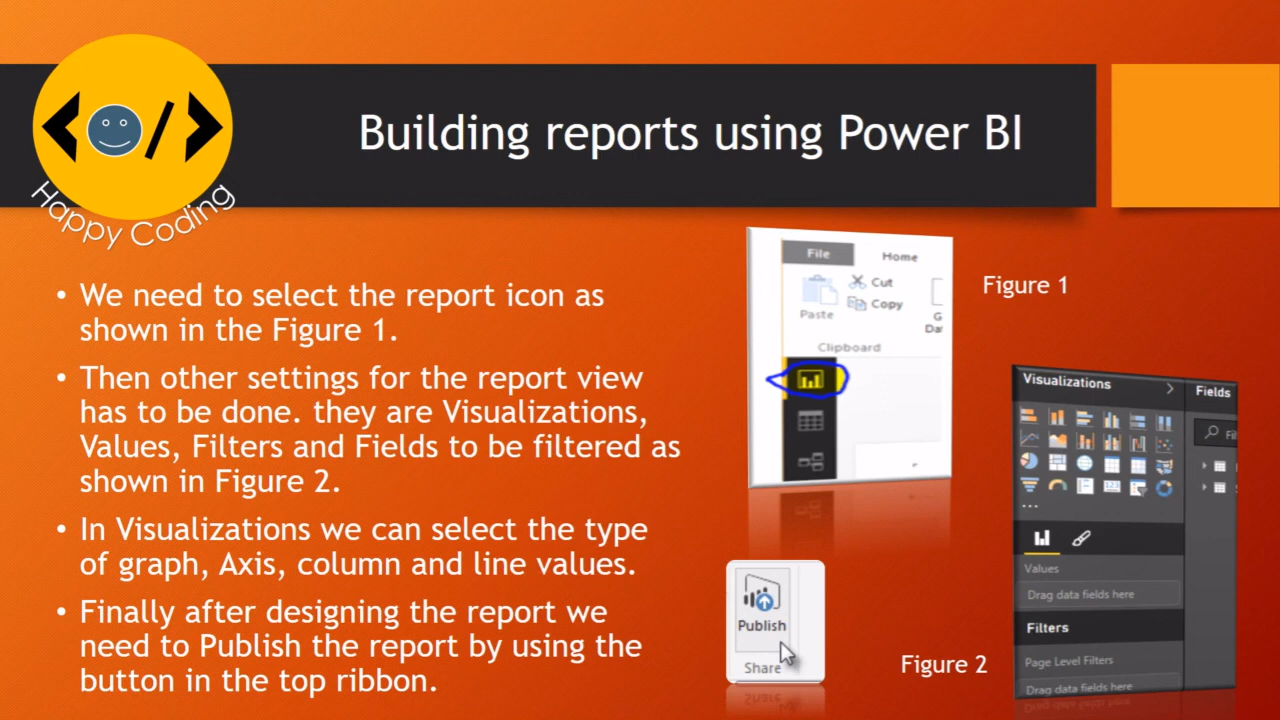 Building reports using Power BI
Happy Coding
• We need to select the report icon as
shown in the Figure 1.
• Then other settings for the report view
has to be done. they are Visualizations,
Values, Filters and Fields to be filtered as
shown in Figure 2.
• In Visualizations we can select the type
of graph, Axis, column and line values.
• Finally after designing the report we
need to Publish the report by using the
button in the top ribbon.
File Home
Cut
Copy
Paste
Clipboard
Figure 1
Visualizations
Fields
Values
Drag data fields here
Filters
Page Level Filters
Drag data fields here
Publish
Share
Figure 2